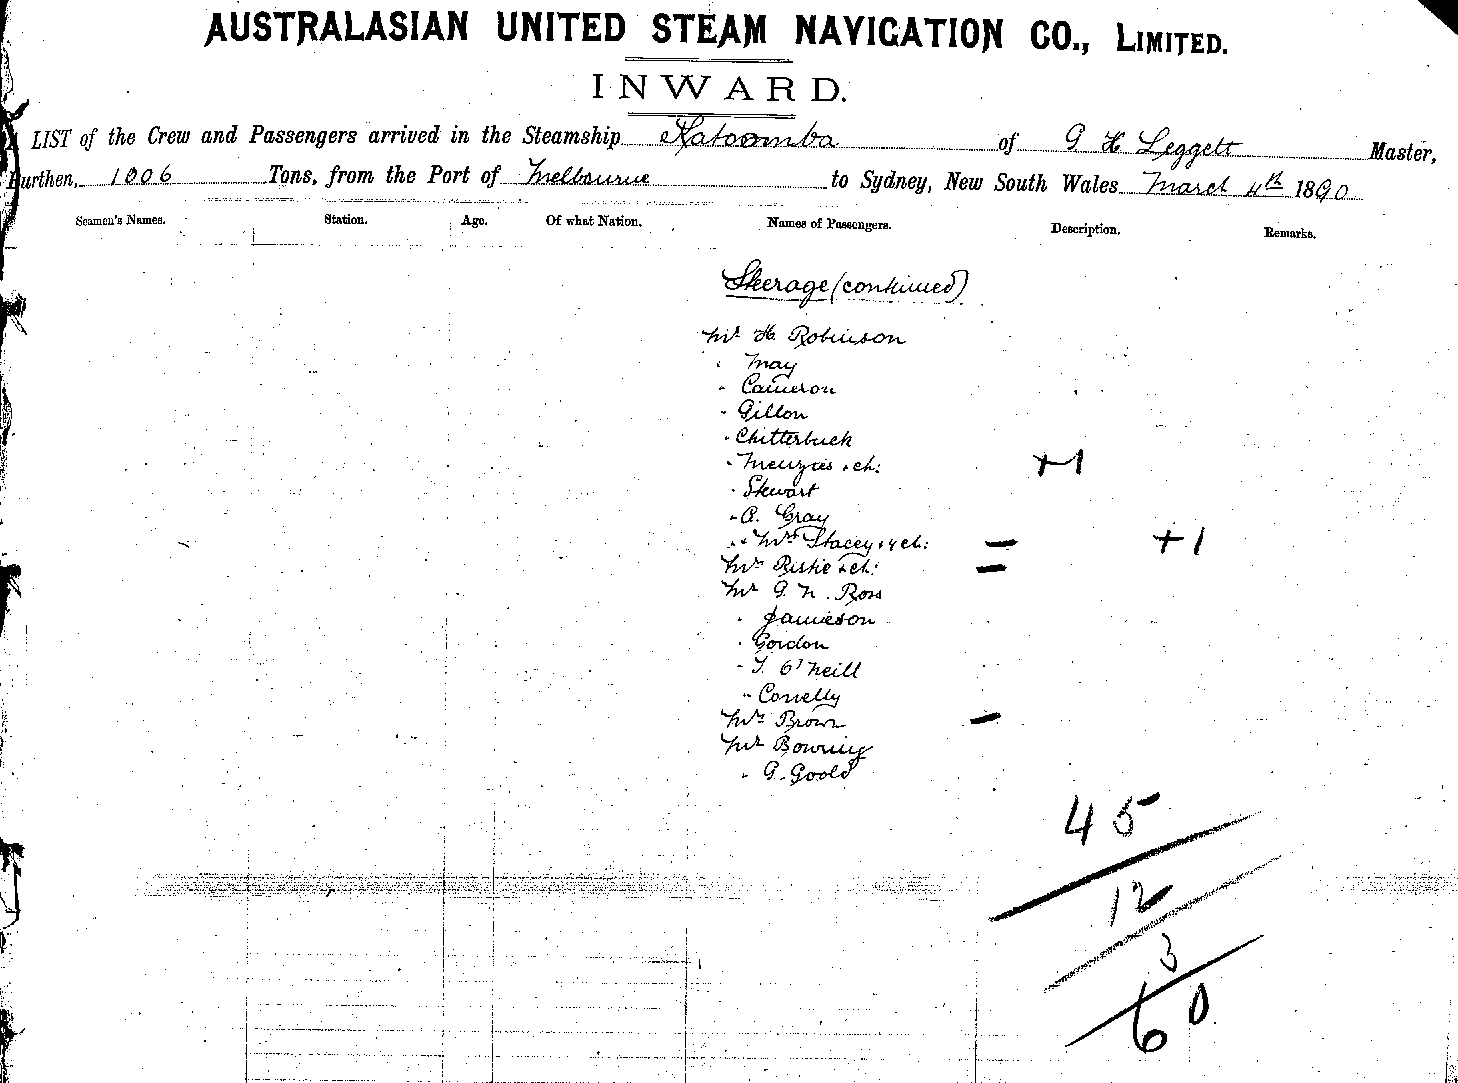 AUSTRALASIAN UNITED STEAM NAVIGATION CO., LIMITED.
INWARD.
LIST of the Crew and Passengers arrived in the Steamship Katoomba of G H Leggett Master,
Burthen, 1006 Tons, from the Port of Melbourne to Sydney, New South Wales March 4th 1890
Seamen's Names. Station. Age. Of what Nation. Names of Passengers. Description. Remarks.
Steerage (continued)
Mr H. Robinson
" May
" Cameron
" Gillon
" Chitterbuck
" Menzies & ch: +1
" Stewart
" A. Gray
" Mrs Stacey & ch: – +1
Mrs & ch: –
Mr G. N. Ross
" Jamieson
" Gordon
" T. O'Neill
" Connelly
Mrs Brown –
Mr Bowring
" G. Goold
45
12
3
60